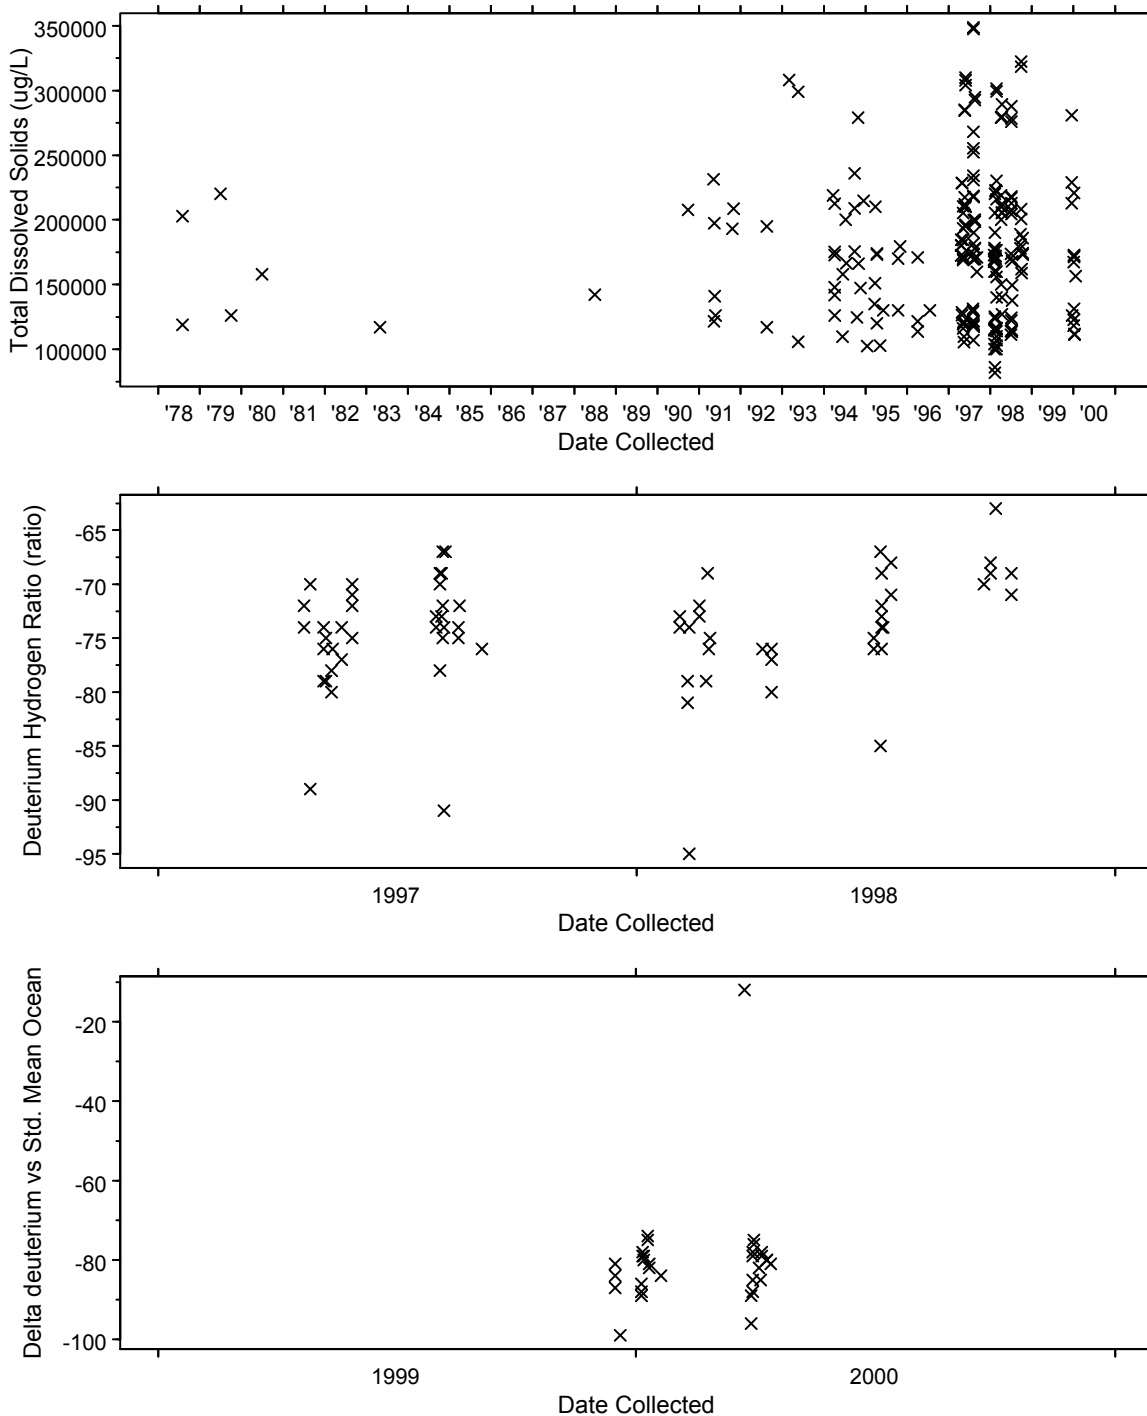 Total Dissolved Solids (ug/L)
350000
300000
250000
200000
150000
100000
'78 '79 '80 '81 '82 '83 '84 '85 '86 '87 '88 '89 '90 '91 '92 '93 '94 '95 '96 '97 '98 '99 '00
Date Collected
Deuterium Hydrogen Ratio (ratio)
-65
-70
-75
-80
-85
-90
-95
1997 1998
Date Collected
Delta deuterium vs Std. Mean Ocean
-20
-40
-60
-80
-100
1999 2000
Date Collected